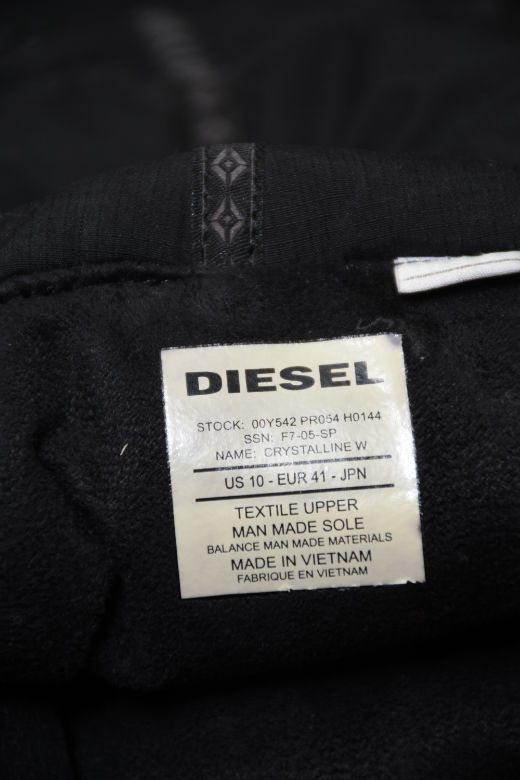 DIESEL
STOCK: 00Y542 PR054 H0144
SSN: F7-05-SP
NAME: CRYSTALLINE W
US 10 - EUR 41 - JPN
TEXTILE UPPER
MAN MADE SOLE
BALANCE MAN MADE MATERIALS
MADE IN VIETNAM
FABRIQUE EN VIETNAM